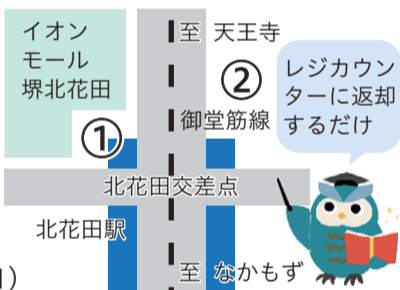 イオン
モール
堺北花田
至 天王寺
②
レジカウン
ターに返却
するだけ
御堂筋線
①
北花田交差点
北花田駅
至 なかもず